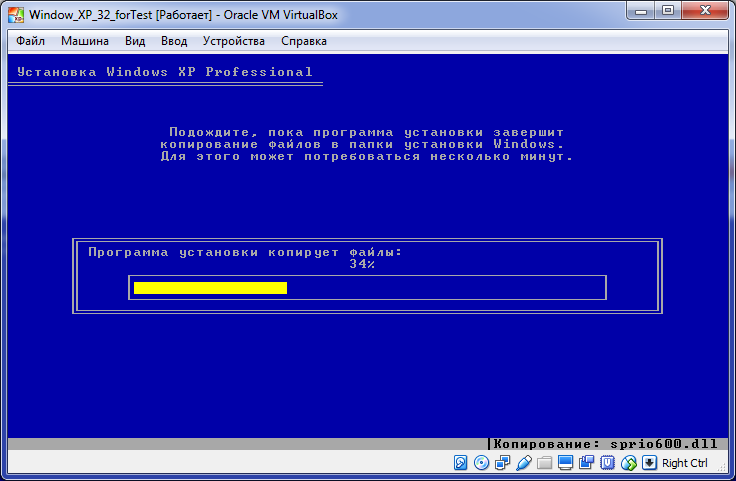 Window_XP_32_forTest [Работает] - Oracle VM VirtualBox
Файл Машина Вид Ввод Устройства Справка
Установка Windows XP Professional
Подождите, пока программа установки завершит
копирование файлов в папки установки Windows.
Для этого может потребоваться несколько минут.
Программа установки копирует файлы:
34%
Копирование: sprio600.dll
Right Ctrl